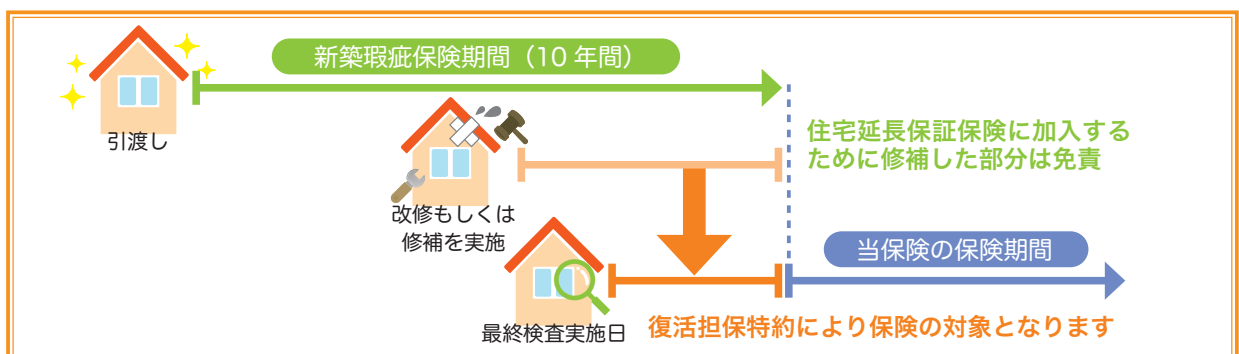 新築瑕疵保険期間（10 年間）
引渡し
住宅延長保証保険に加入する
ために修補した部分は免責
改修もしくは
修補を実施
当保険の保険期間
最終検査実施日
復活担保特約により保険の対象となります